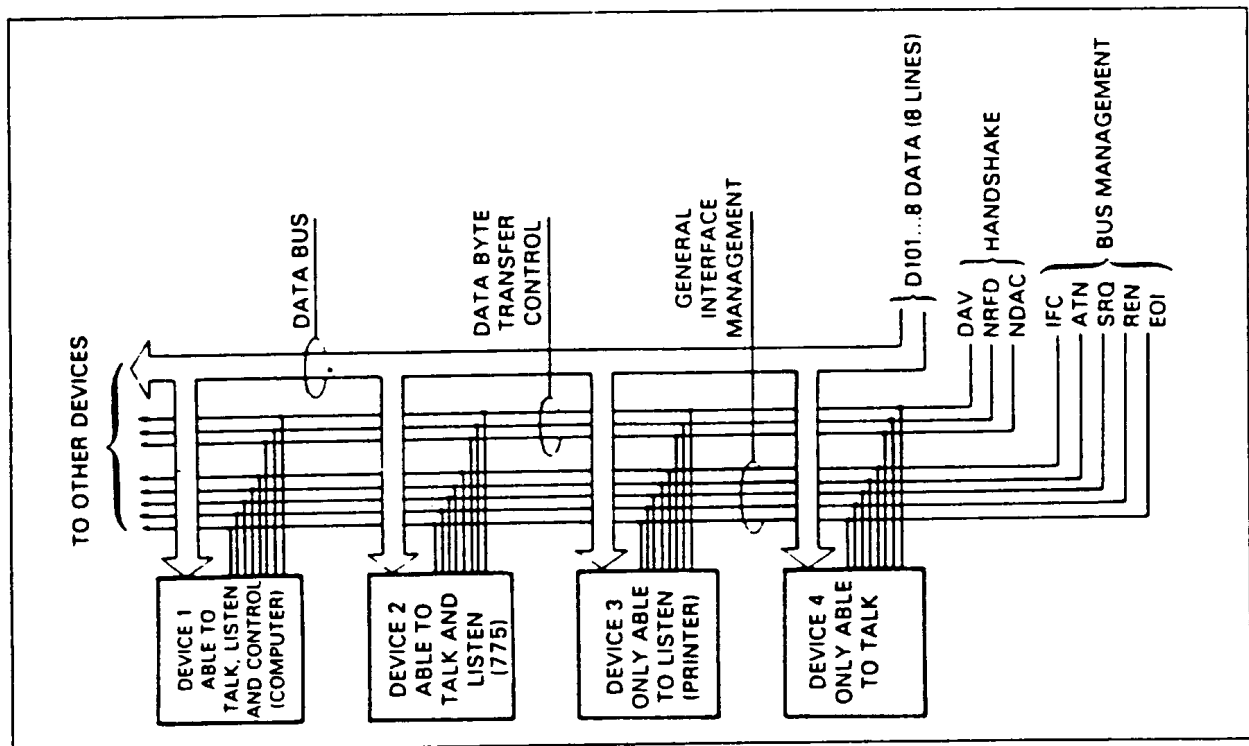 TO OTHER DEVICES
DEVICE 1
ABLE TO
TALK, LISTEN
AND CONTROL
(COMPUTER)
DEVICE 2
ABLE TO
TALK AND
LISTEN
(775)
DEVICE 3
ONLY ABLE
TO LISTEN
(PRINTER)
DEVICE 4
ONLY ABLE
TO TALK
DATA BUS
DATA BYTE
TRANSFER
CONTROL
GENERAL
INTERFACE
MANAGEMENT
D101...8 DATA (8 LINES)
DAV
NRFD
NDAC
HANDSHAKE
IFC
ATN
SRQ
REN
EOI
BUS MANAGEMENT